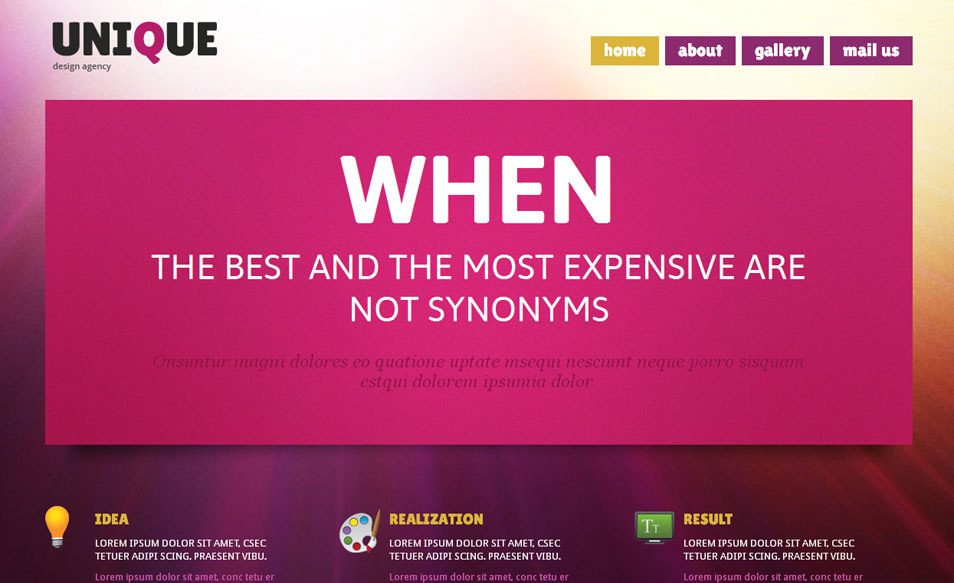 UNIQUE
design agency
home about gallery mail us
WHEN
THE BEST AND THE MOST EXPENSIVE ARE
NOT SYNONYMS
Onsuntur magni dolores eo quatione uptate msequi nesciunt neque porro sisquam
estqui dolorem ipsumia dolor.
IDEA
LOREM IPSUM DOLOR SIT AMET, CSEC
TETUER ADIPI SCING. PRAESENT VIBU.
Lorem ipsum dolor sit amet, conc tetu er
REALIZATION
LOREM IPSUM DOLOR SIT AMET, CSEC
TETUER ADIPI SCING. PRAESENT VIBU.
Lorem ipsum dolor sit amet, conc tetu er
TT
RESULT
LOREM IPSUM DOLOR SIT AMET, CSEC
TETUER ADIPI SCING. PRAESENT VIBU.
Lorem ipsum dolor sit amet, conc tetu er